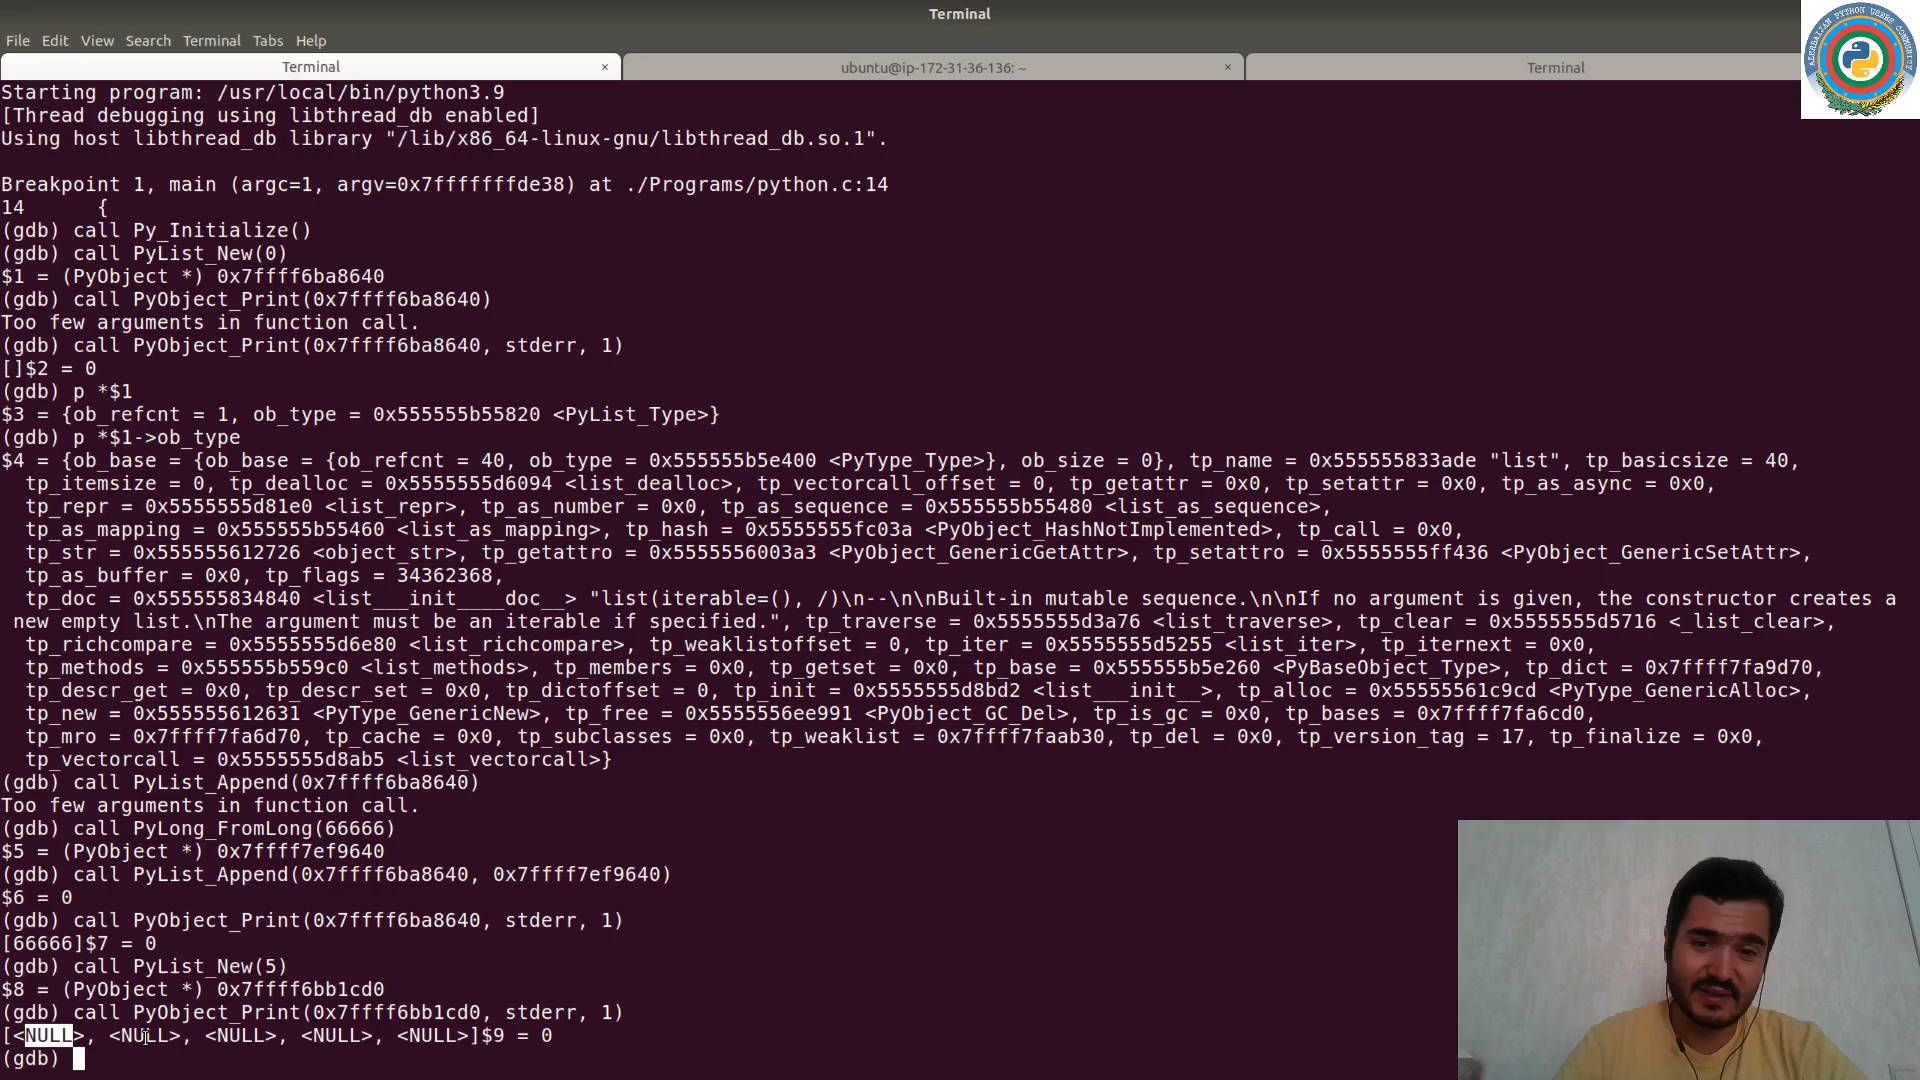 Terminal
File Edit View Search Terminal Tabs Help
Terminal × ubuntu@ip-172-31-36-136: ~ × Terminal
AZERBAIJAN PYTHON USERS COMMUNITY
Starting program: /usr/local/bin/python3.9
[Thread debugging using libthread_db enabled]
Using host libthread_db library "/lib/x86_64-linux-gnu/libthread_db.so.1".
Breakpoint 1, main (argc=1, argv=0x7fffffffde38) at ./Programs/python.c:14
14 {
(gdb) call Py_Initialize()
(gdb) call PyList_New(0)
$1 = (PyObject *) 0x7ffff6ba8640
(gdb) call PyObject_Print(0x7ffff6ba8640)
Too few arguments in function call.
(gdb) call PyObject_Print(0x7ffff6ba8640, stderr, 1)
[]$2 = 0
(gdb) p *$1
$3 = {ob_refcnt = 1, ob_type = 0x555555b55820 <PyList_Type>}
(gdb) p *$1->ob_type
$4 = {ob_base = {ob_base = {ob_refcnt = 40, ob_type = 0x555555b5e400 <PyType_Type>}, ob_size = 0}, tp_name = 0x555555833ade "list", tp_basicsize = 40,
tp_itemsize = 0, tp_dealloc = 0x5555555d6094 <list_dealloc>, tp_vectorcall_offset = 0, tp_getattr = 0x0, tp_setattr = 0x0, tp_as_async = 0x0,
tp_repr = 0x5555555d81e0 <list_repr>, tp_as_number = 0x0, tp_as_sequence = 0x555555b55480 <list_as_sequence>,
tp_as_mapping = 0x555555b55460 <list_as_mapping>, tp_hash = 0x5555555fc03a <PyObject_HashNotImplemented>, tp_call = 0x0,
tp_str = 0x555555612726 <object_str>, tp_getattro = 0x5555556003a3 <PyObject_GenericGetAttr>, tp_setattro = 0x5555555ff436 <PyObject_GenericSetAttr>,
tp_as_buffer = 0x0, tp_flags = 34362368,
tp_doc = 0x555555834840 <list___init____doc__> "list(iterable=(), /)\n--\n\nBuilt-in mutable sequence.\n\nIf no argument is given, the constructor creates a
new empty list.\nThe argument must be an iterable if specified.", tp_traverse = 0x5555555d3a76 <list_traverse>, tp_clear = 0x5555555d5716 <_list_clear>,
tp_richcompare = 0x5555555d6e80 <list_richcompare>, tp_weaklistoffset = 0, tp_iter = 0x5555555d5255 <list_iter>, tp_iternext = 0x0,
tp_methods = 0x555555b559c0 <list_methods>, tp_members = 0x0, tp_getset = 0x0, tp_base = 0x555555b5e260 <PyBaseObject_Type>, tp_dict = 0x7ffff7fa9d70,
tp_descr_get = 0x0, tp_descr_set = 0x0, tp_dictoffset = 0, tp_init = 0x5555555d8bd2 <list___init__>, tp_alloc = 0x55555561c9cd <PyType_GenericAlloc>,
tp_new = 0x555555612631 <PyType_GenericNew>, tp_free = 0x5555556ee991 <PyObject_GC_Del>, tp_is_gc = 0x0, tp_bases = 0x7ffff7fa6cd0,
tp_mro = 0x7ffff7fa6d70, tp_cache = 0x0, tp_subclasses = 0x0, tp_weaklist = 0x7ffff7faab30, tp_del = 0x0, tp_version_tag = 17, tp_finalize = 0x0,
tp_vectorcall = 0x5555555d8ab5 <list_vectorcall>}
(gdb) call PyList_Append(0x7ffff6ba8640)
Too few arguments in function call.
(gdb) call PyLong_FromLong(66666)
$5 = (PyObject *) 0x7ffff7ef9640
(gdb) call PyList_Append(0x7ffff6ba8640, 0x7ffff7ef9640)
$6 = 0
(gdb) call PyObject_Print(0x7ffff6ba8640, stderr, 1)
[66666]$7 = 0
(gdb) call PyList_New(5)
$8 = (PyObject *) 0x7ffff6bb1cd0
(gdb) call PyObject_Print(0x7ffff6bb1cd0, stderr, 1)
[<NULL>, <NULL>, <NULL>, <NULL>, <NULL>]$9 = 0
(gdb)